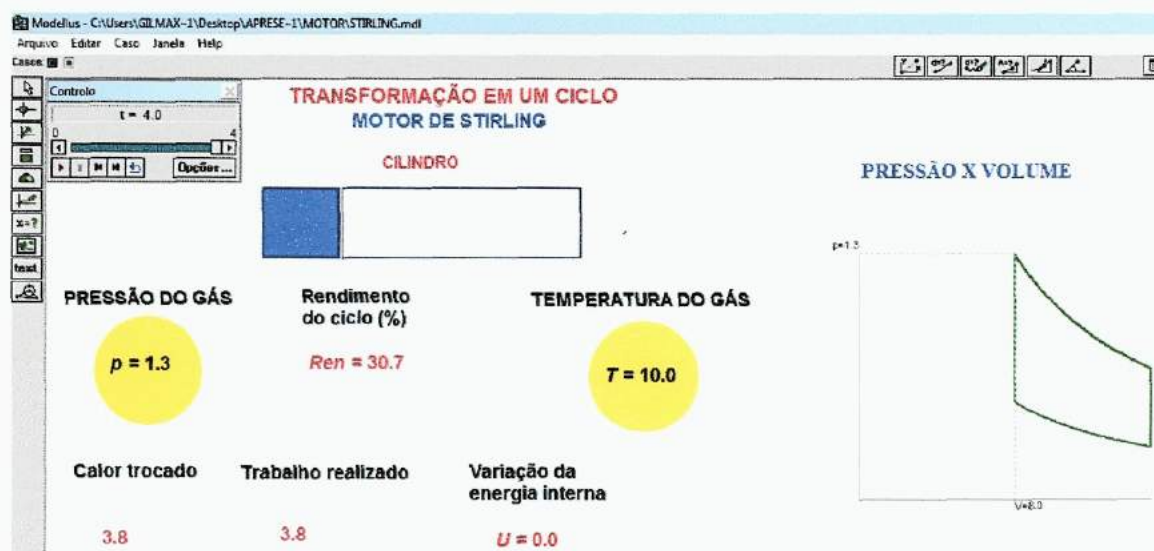 Modellus - C:\Users\GILMAX~1\Desktop\APRESE~1\MOTOR\STIRLING.mdl
Arquivo Editar Caso Janela Help
Casos:
Controlo
t = 4.0
0 4
Opções...
x=?
text
TRANSFORMAÇÃO EM UM CICLO
MOTOR DE STIRLING
CILINDRO
PRESSÃO X VOLUME
p=1.3
V=8.0
PRESSÃO DO GÁS
p = 1.3
Rendimento
do ciclo (%)
Ren = 30.7
TEMPERATURA DO GÁS
T = 10.0
Calor trocado
3.8
Trabalho realizado
3.8
Variação da
energia interna
U = 0.0